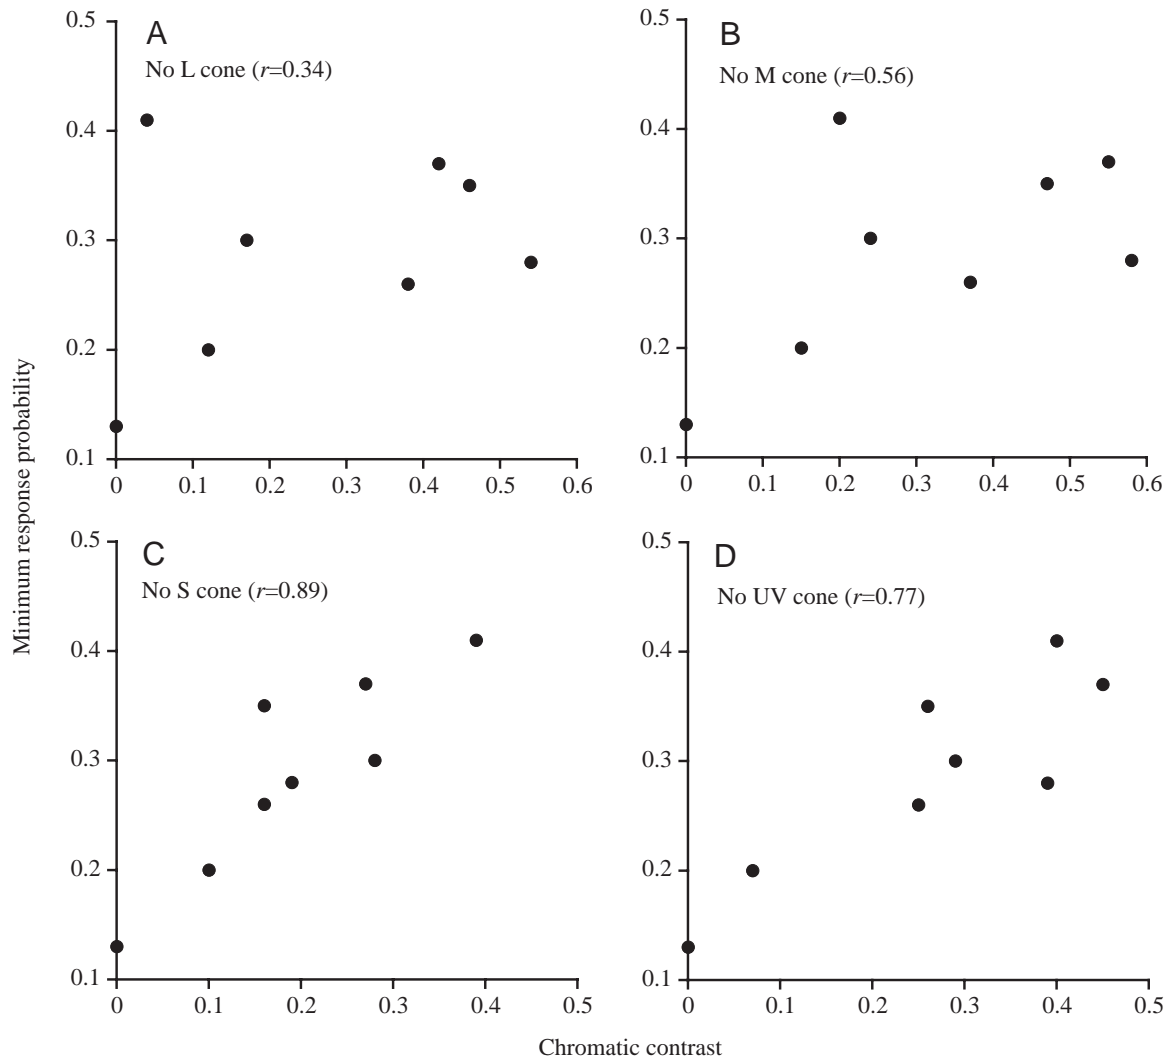 A
No L cone (r=0.34)
0.5
0.4
0.3
0.2
0.1
0 0.1 0.2 0.3 0.4 0.5 0.6
B
No M cone (r=0.56)
0.5
0.4
0.3
0.2
0.1
0 0.1 0.2 0.3 0.4 0.5 0.6
Minimum response probability
C
No S cone (r=0.89)
0.5
0.4
0.3
0.2
0.1
0 0.1 0.2 0.3 0.4 0.5
D
No UV cone (r=0.77)
0.5
0.4
0.3
0.2
0.1
0 0.1 0.2 0.3 0.4 0.5
Chromatic contrast